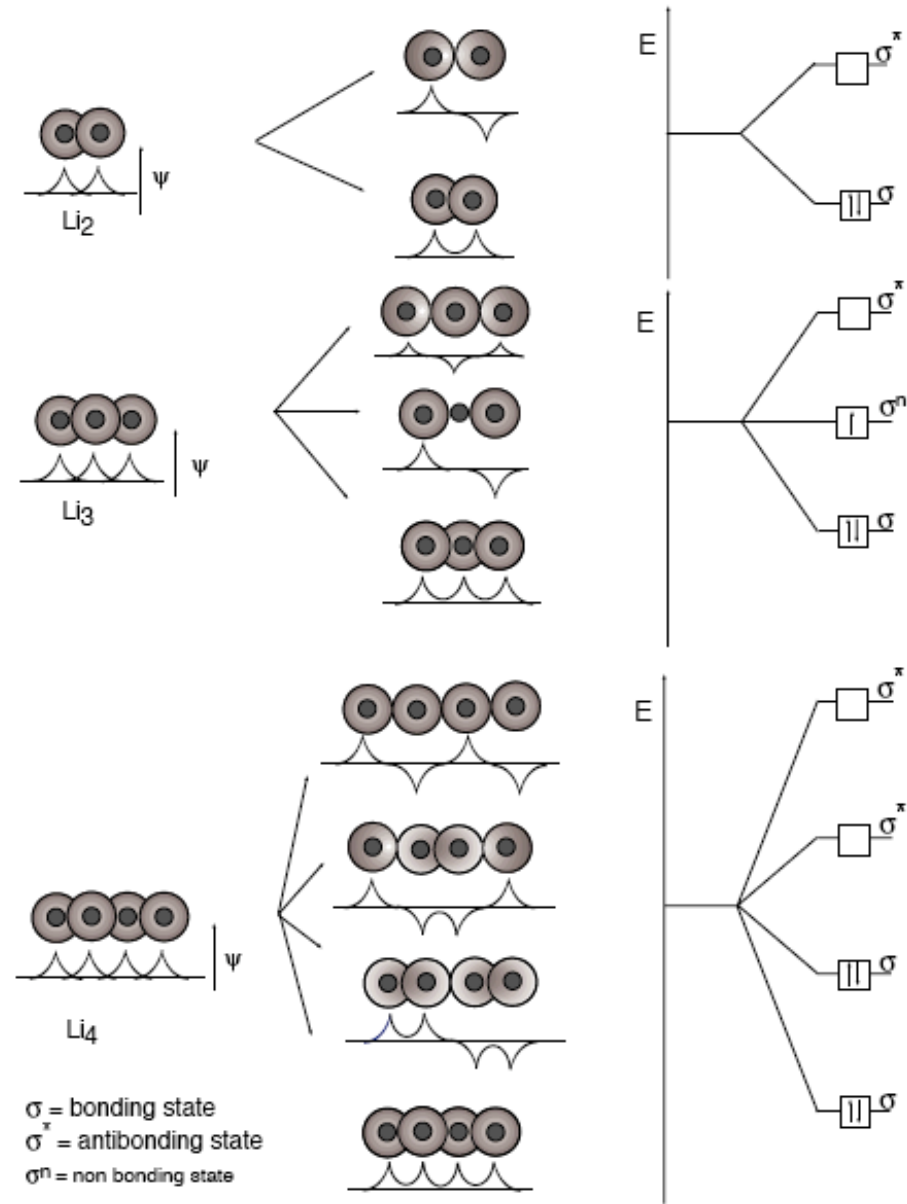 E
σ*
Li2
ψ
σ
E
σ*
σn
Li3
ψ
σ
E
σ*
σ*
ψ
σ
Li4
σ = bonding state
σ* = antibonding state
σn = non bonding state
σ